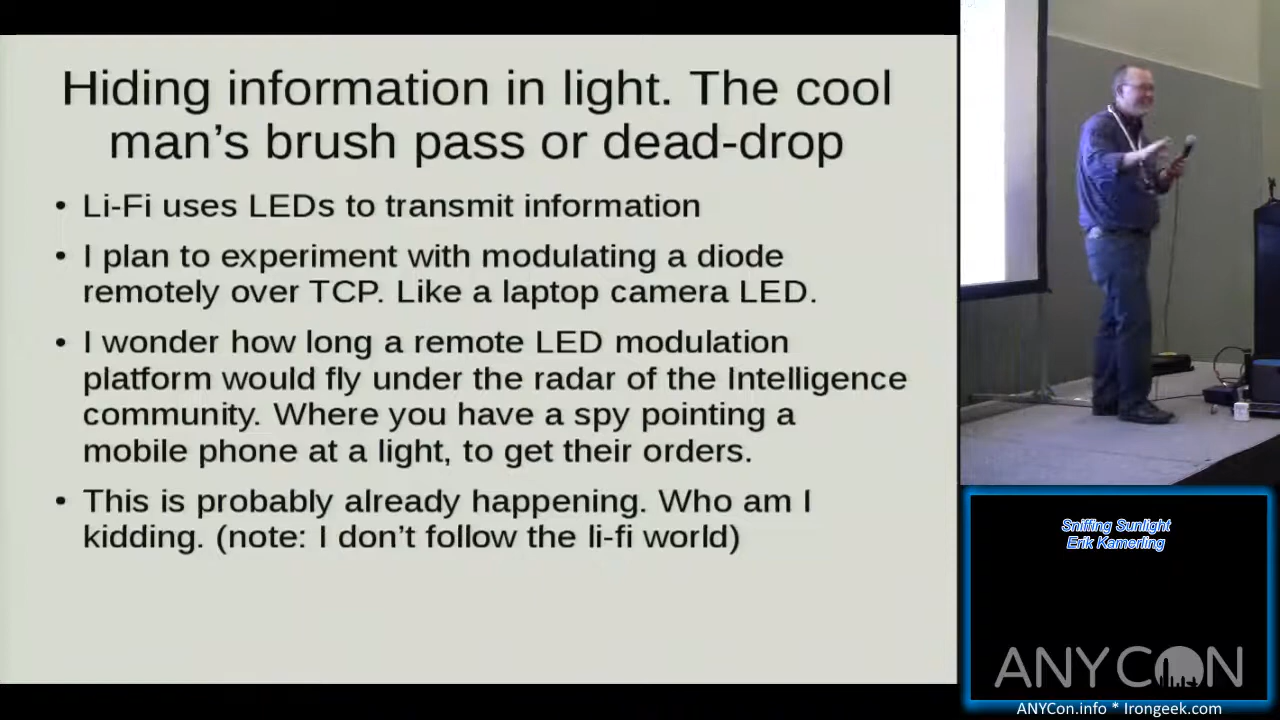 Hiding information in light. The cool
man's brush pass or dead-drop
• Li-Fi uses LEDs to transmit information
• I plan to experiment with modulating a diode
remotely over TCP. Like a laptop camera LED.
• I wonder how long a remote LED modulation
platform would fly under the radar of the Intelligence
community. Where you have a spy pointing a
mobile phone at a light, to get their orders.
• This is probably already happening. Who am I
kidding. (note: I don't follow the li-fi world)
Sniffing Sunlight
Erik Kamerling
ANYCON
ANYCon.info * Irongeek.com